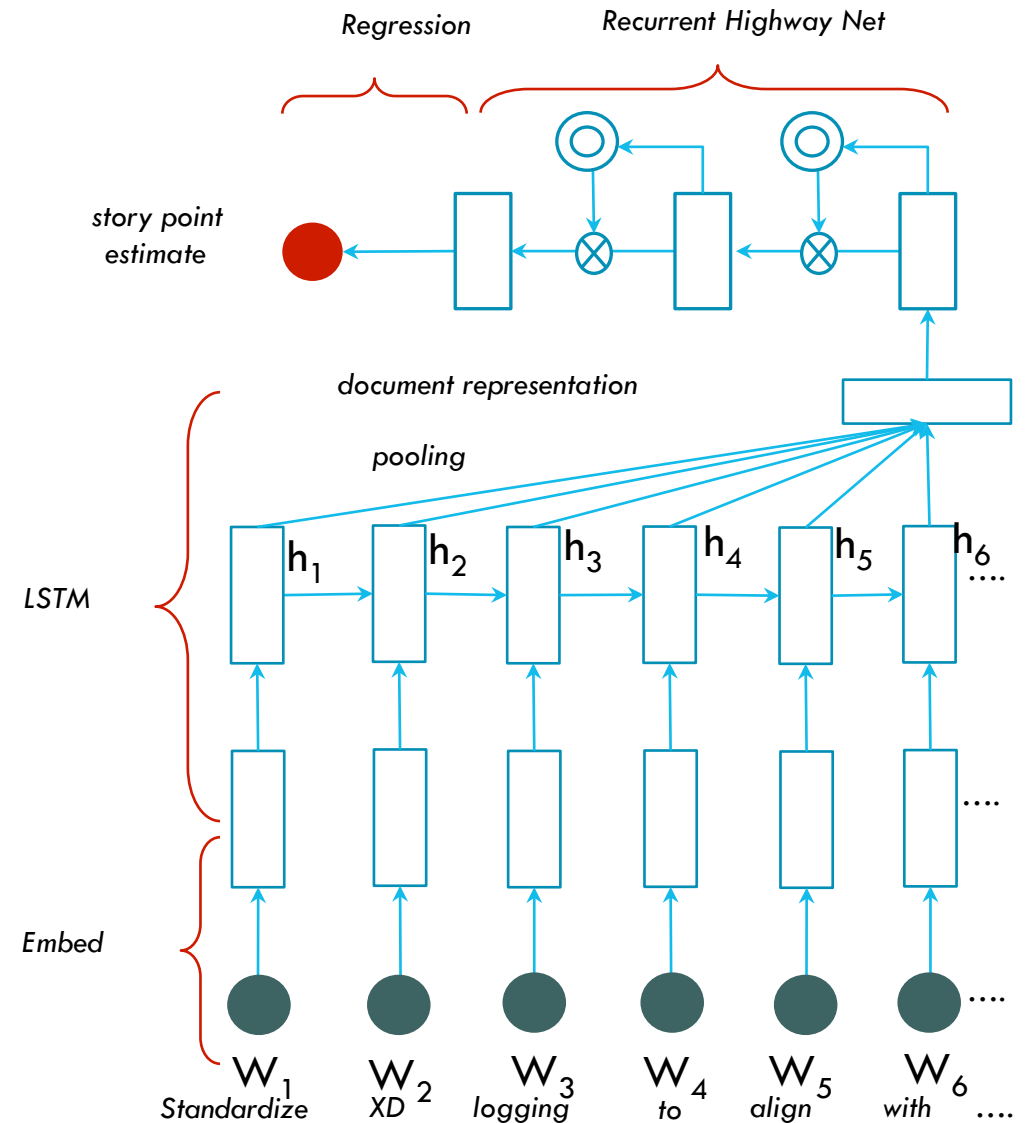 Regression
Recurrent Highway Net
story point
estimate
document representation
pooling
h1 h2 h3 h4 h5 h6
....
LSTM
....
Embed
....
W1 W2 W3 W4 W5 W6
Standardize XD logging to align with ....